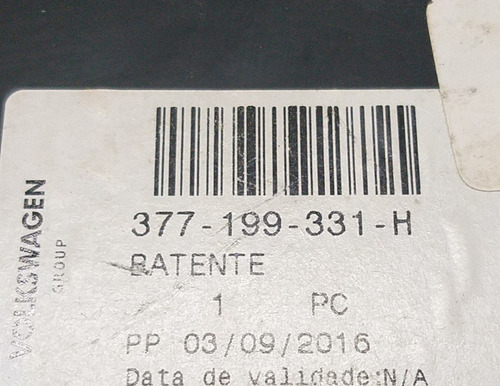 VOLKSWAGEN
GROUP
377-199-331-H
BATENTE
1 PC
PP 03/09/2016
Data de validade:N/A